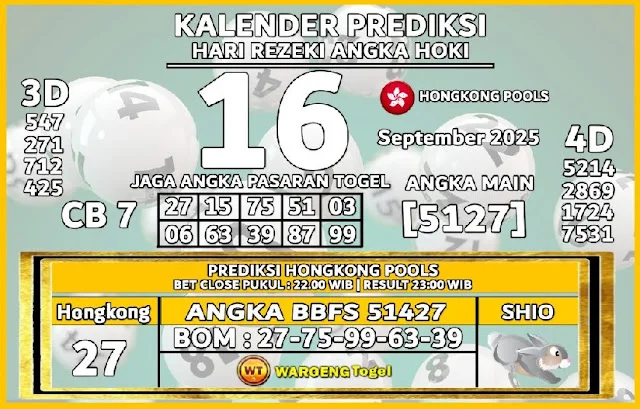 KALENDER PREDIKSI
HARI REZEKI ANGKA HOKI
3D
547
271
712
425
16
HONGKONG POOLS
September 2025
4D
5214
2869
1724
7531
JAGA ANGKA PASARAN TOGEL
CB 7
27 15 75 51 03
06 63 39 87 99
ANGKA MAIN
[5127]
PREDIKSI HONGKONG POOLS
BET CLOSE PUKUL : 22.00 WIB | RESULT 23:00 WIB
Hongkong
27
ANGKA BBFS 51427
BOM : 27-75-99-63-39
WT WAROENG Togel
SHIO